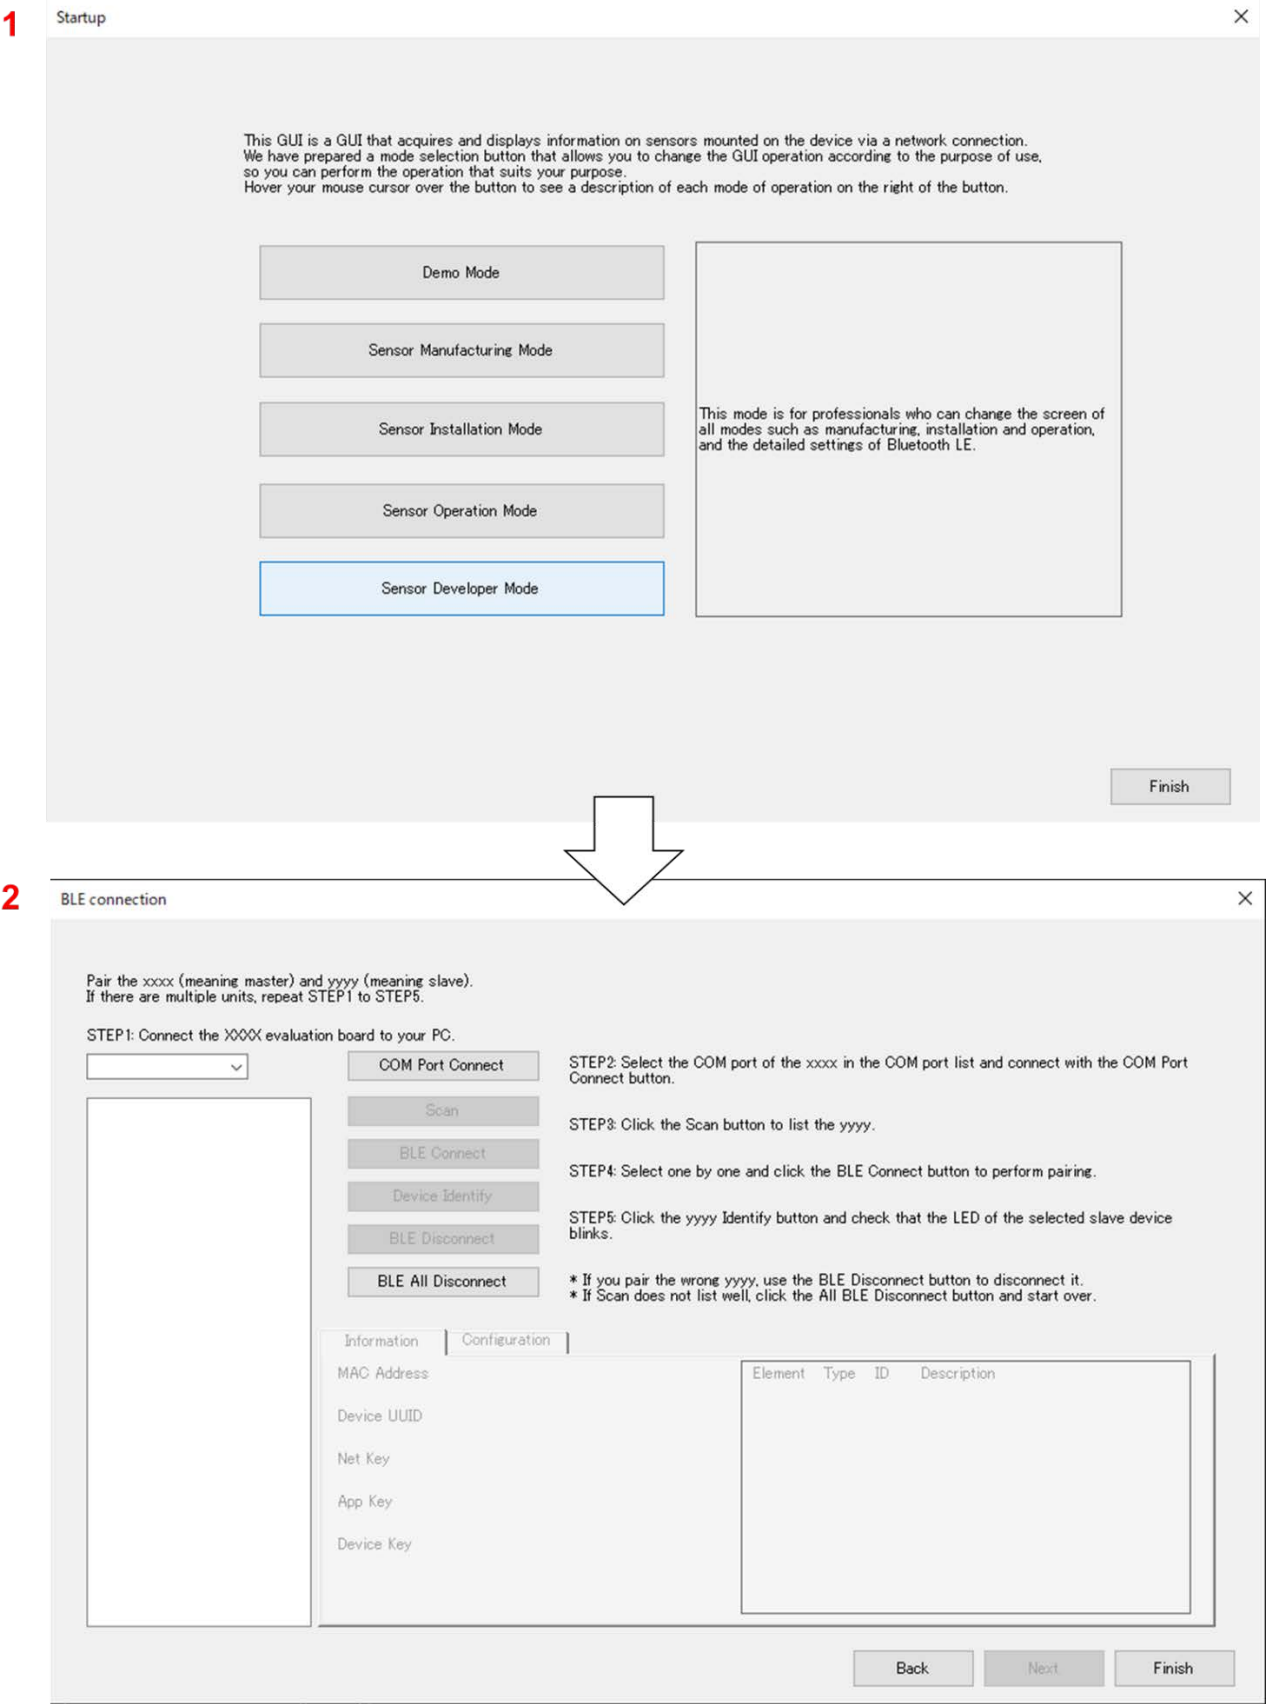 1
Startup
This GUI is a GUI that acquires and displays information on sensors mounted on the device via a network connection.
We have prepared a mode selection button that allows you to change the GUI operation according to the purpose of use,
so you can perform the operation that suits your purpose.
Hover your mouse cursor over the button to see a description of each mode of operation on the right of the button.
Demo Mode
Sensor Manufacturing Mode
Sensor Installation Mode
Sensor Operation Mode
Sensor Developer Mode
This mode is for professionals who can change the screen of
all modes such as manufacturing, installation and operation,
and the detailed settings of Bluetooth LE.
Finish
2
BLE connection
Pair the xxxx (meaning master) and yyyy (meaning slave).
If there are multiple units, repeat STEP1 to STEP5.
STEP1: Connect the XXXX evaluation board to your PC.
COM Port Connect
Scan
BLE Connect
Device Identify
BLE Disconnect
BLE All Disconnect
STEP2: Select the COM port of the xxxx in the COM port list and connect with the COM Port
Connect button.
STEP3: Click the Scan button to list the yyyy.
STEP4: Select one by one and click the BLE Connect button to perform pairing.
STEP5: Click the yyyy Identify button and check that the LED of the selected slave device
blinks.
* If you pair the wrong yyyy, use the BLE Disconnect button to disconnect it.
* If Scan does not list well, click the All BLE Disconnect button and start over.
Information Configuration
MAC Address
Device UUID
Net Key
App Key
Device Key
Element Type ID Description
Back Next Finish